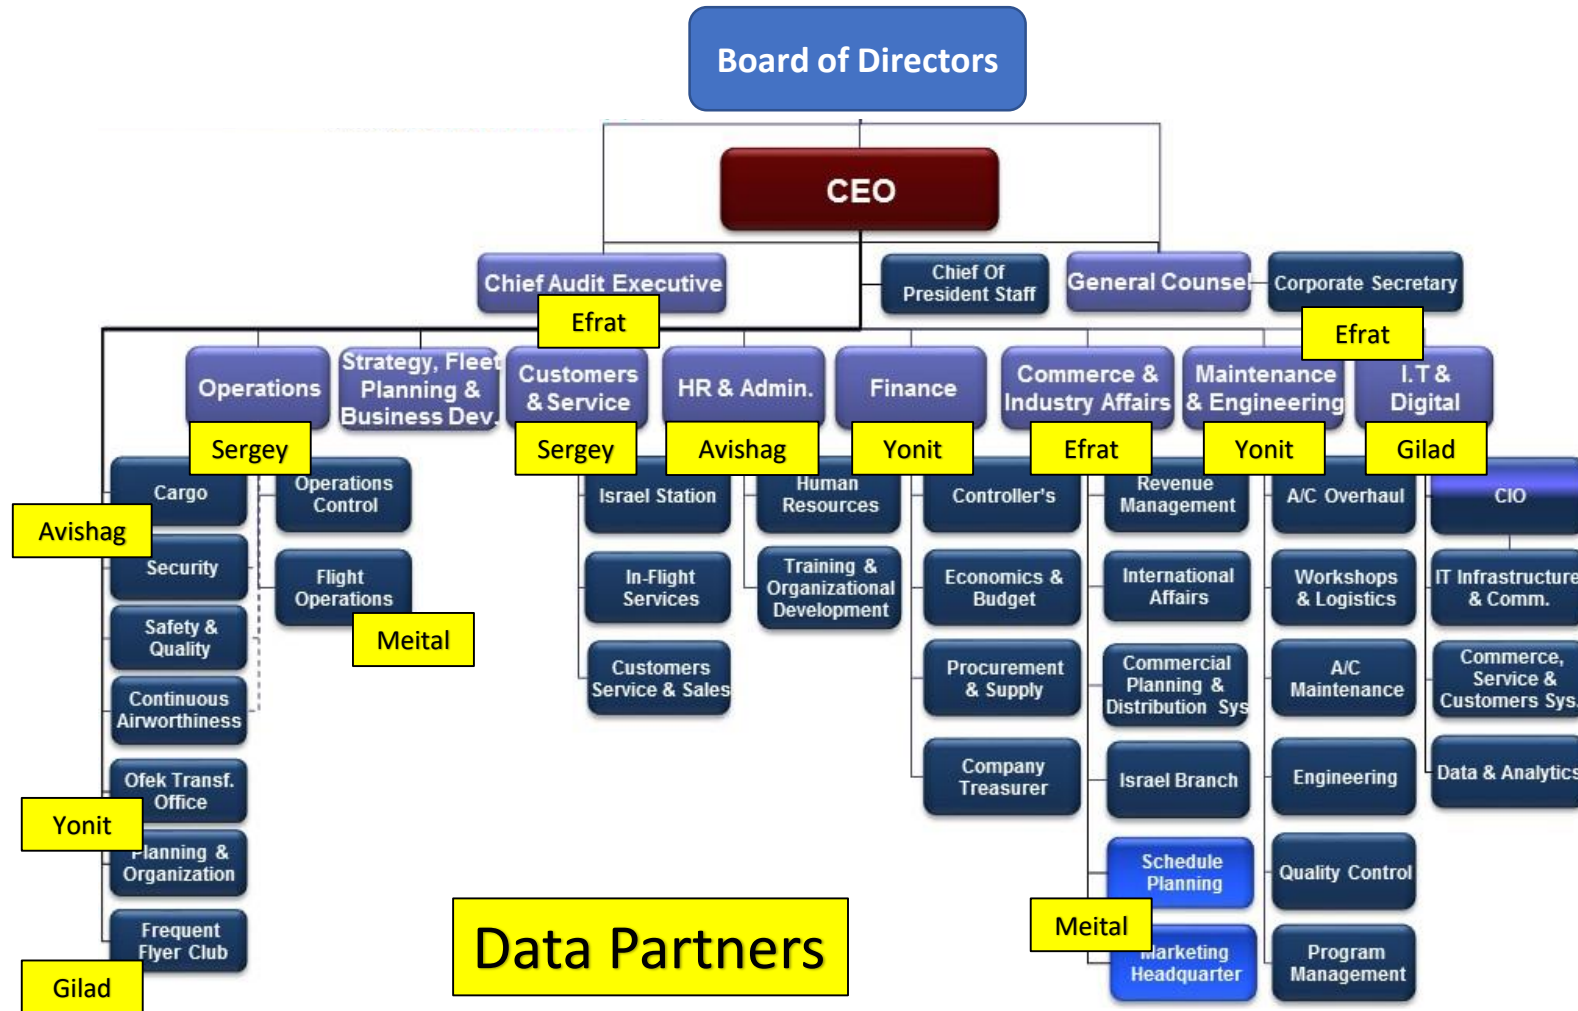 Board of Directors
CEO
Chief Audit Executive
Chief Of
President Staff
General Counsel
Corporate Secretary
Efrat
Efrat
Operations
Strategy, Fleet
Planning &
Business Dev.
Customers
& Service
HR & Admin.
Finance
Commerce &
Industry Affairs
Maintenance
& Engineering
I.T &
Digital
Sergey
Sergey
Avishag
Yonit
Efrat
Yonit
Gilad
Cargo
Avishag
Security
Safety &
Quality
Continuous
Airworthiness
Ofek Transf.
Office
Yonit
Planning &
Organization
Frequent
Flyer Club
Gilad
Operations
Control
Flight
Operations
Meital
Israel Station
In-Flight
Services
Customers
Service & Sales
Human
Resources
Training &
Organizational
Development
Controller's
Economics &
Budget
Procurement
& Supply
Company
Treasurer
Revenue
Management
International
Affairs
Commercial
Planning &
Distribution Sys
Israel Branch
Schedule
Planning
Meital
Marketing
Headquarter
A/C Overhaul
Workshops
& Logistics
A/C
Maintenance
Engineering
Quality Control
Program
Management
CIO
IT Infrastructure
& Comm.
Commerce,
Service &
Customers Sys.
Data & Analytics
Data Partners